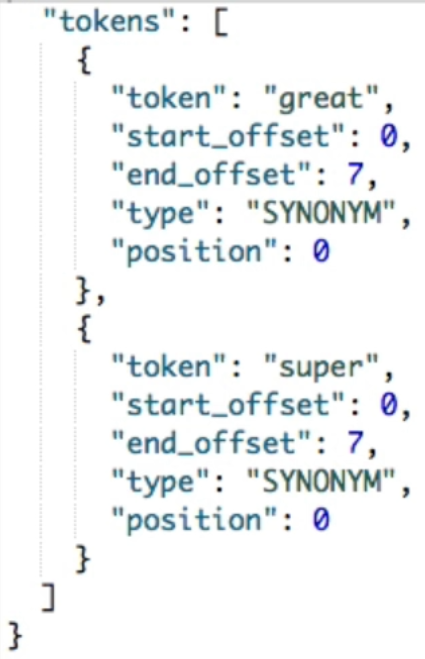 "tokens": [
{
"token": "great",
"start_offset": 0,
"end_offset": 7,
"type": "SYNONYM",
"position": 0
},
{
"token": "super",
"start_offset": 0,
"end_offset": 7,
"type": "SYNONYM",
"position": 0
}
]
}